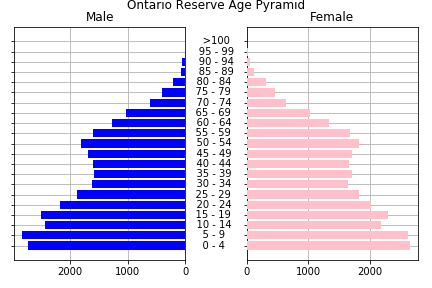 Ontario Reserve Age Pyramid
Male Female
>100
95 - 99
90 - 94
85 - 89
80 - 84
75 - 79
70 - 74
65 - 69
60 - 64
55 - 59
50 - 54
45 - 49
40 - 44
35 - 39
30 - 34
25 - 29
20 - 24
15 - 19
10 - 14
5 - 9
0 - 4
2000 1000 0 0 1000 2000